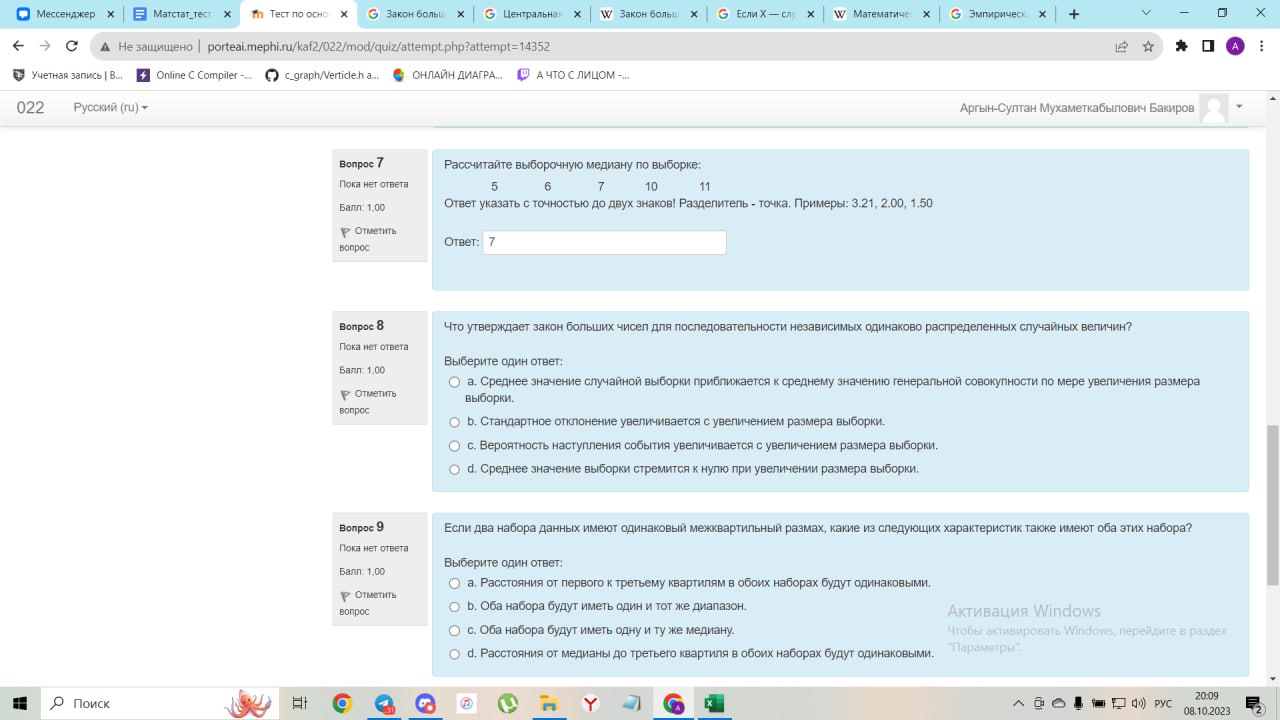 Мессенджер
Матстат_тест
Тест по осно
Закон больш
Центральная
Закон больш
Если X — слу
Математичес
Эмпирическ
Не защищено | porteai.mephi.ru/kaf2/022/mod/quiz/attempt.php?attempt=14352
Учетная запись | В...
Online C Compiler -...
c_graph/Verticle.h a...
ОНЛАЙН ДИАГРА...
А ЧТО С ЛИЦОМ -...
022 Русский (ru)
Аргын-Султан Мухаметкабылович Бакиров
Вопрос 7
Пока нет ответа
Балл: 1,00
Отметить
вопрос
Рассчитайте выборочную медиану по выборке:
5 6 7 10 11
Ответ указать с точностью до двух знаков! Разделитель - точка. Примеры: 3.21, 2.00, 1.50
Ответ: 7
Вопрос 8
Пока нет ответа
Балл: 1,00
Отметить
вопрос
Что утверждает закон больших чисел для последовательности независимых одинаково распределенных случайных величин?
Выберите один ответ:
a. Среднее значение случайной выборки приближается к среднему значению генеральной совокупности по мере увеличения размера
выборки.
b. Стандартное отклонение увеличивается с увеличением размера выборки.
c. Вероятность наступления события увеличивается с увеличением размера выборки.
d. Среднее значение выборки стремится к нулю при увеличении размера выборки.
Вопрос 9
Пока нет ответа
Балл: 1,00
Отметить
вопрос
Если два набора данных имеют одинаковый межквартильный размах, какие из следующих характеристик также имеют оба этих набора?
Выберите один ответ:
a. Расстояния от первого к третьему квартилям в обоих наборах будут одинаковыми.
b. Оба набора будут иметь один и тот же диапазон.
c. Оба набора будут иметь одну и ту же медиану.
d. Расстояния от медианы до третьего квартиля в обоих наборах будут одинаковыми.
Активация Windows
Чтобы активировать Windows, перейдите в раздел
"Параметры".
Поиск
РУС
20:09
08.10.2023
2